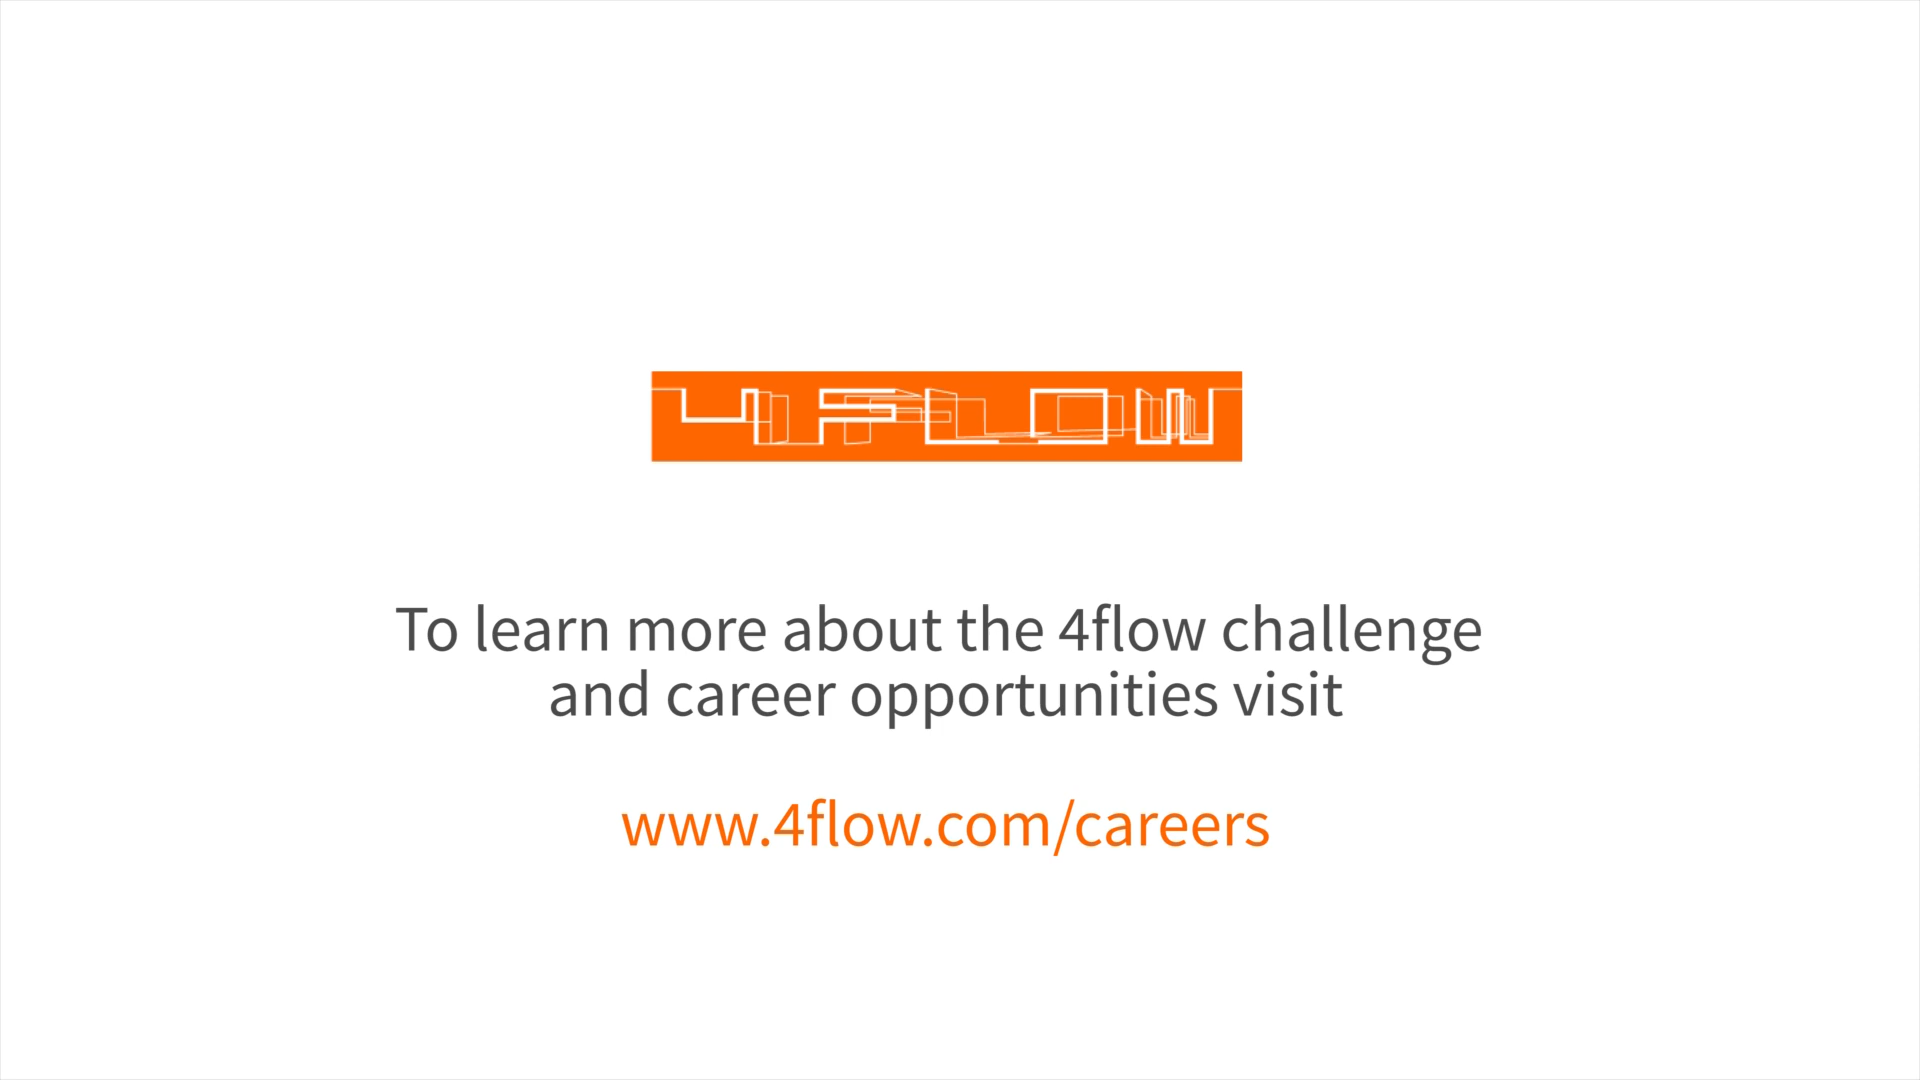 4FLOW
To learn more about the 4flow challenge
and career opportunities visit
www.4flow.com/careers